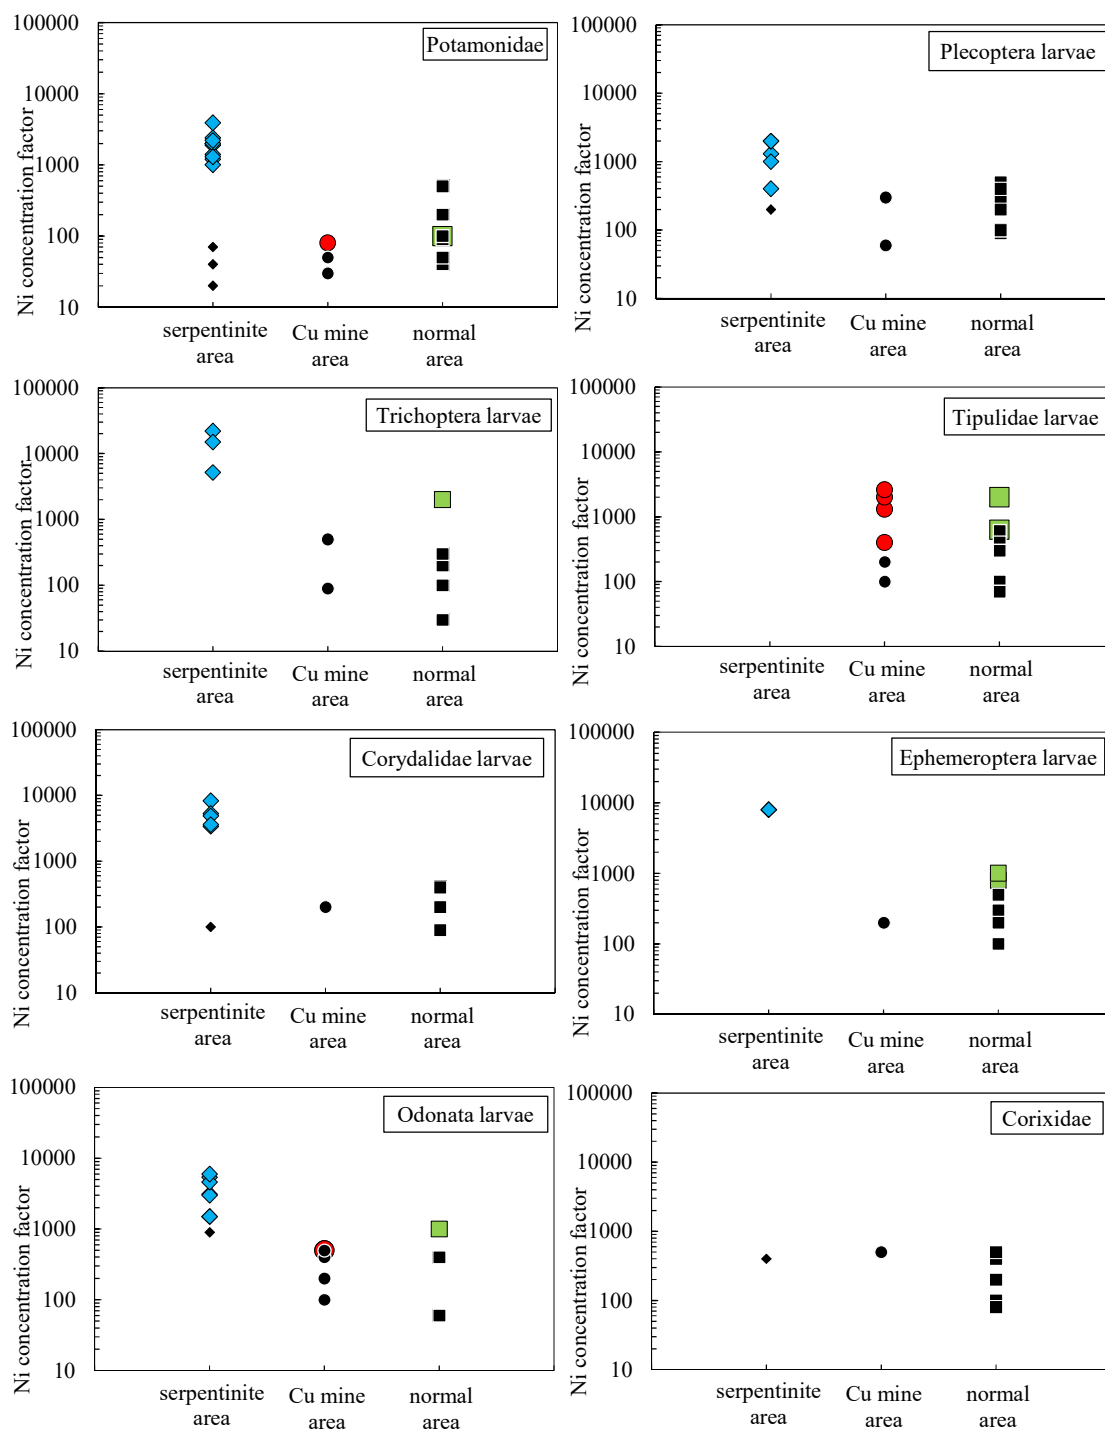 Potamonidae
Ni concentration factor
100000
10000
1000
100
10
serpentinite
area
Cu mine
area
normal
area
Plecoptera larvae
Ni concentration factor
100000
10000
1000
100
10
serpentinite
area
Cu mine
area
normal
area
Trichoptera larvae
Ni concentration factor
100000
10000
1000
100
10
serpentinite
area
Cu mine
area
normal
area
Tipulidae larvae
Ni concentration factor
100000
10000
1000
100
10
serpentinite
area
Cu mine
area
normal
area
Corydalidae larvae
Ni concentration factor
100000
10000
1000
100
10
serpentinite
area
Cu mine
area
normal
area
Ephemeroptera larvae
Ni concentration factor
100000
10000
1000
100
10
serpentinite
area
Cu mine
area
normal
area
Odonata larvae
Ni concentration factor
100000
10000
1000
100
10
serpentinite
area
Cu mine
area
normal
area
Corixidae
Ni concentration factor
100000
10000
1000
100
10
serpentinite
area
Cu mine
area
normal
area